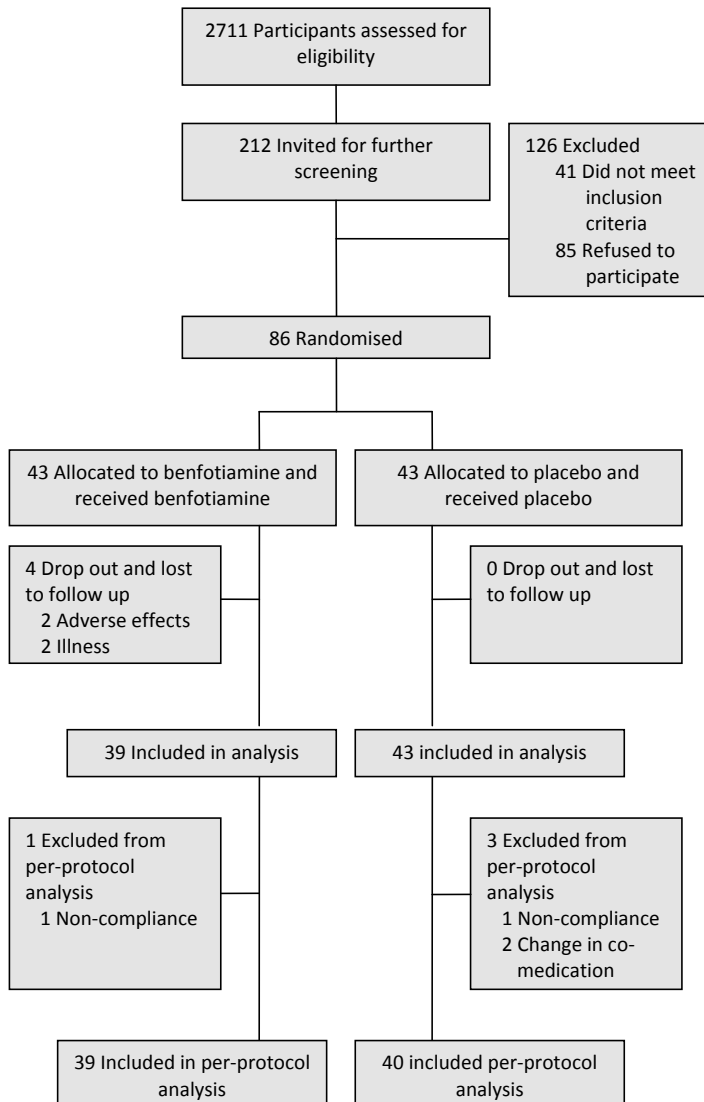 2711 Participants assessed for
eligibility
212 Invited for further
screening
126 Excluded
41 Did not meet
inclusion
criteria
85 Refused to
participate
86 Randomised
43 Allocated to benfotiamine and
received benfotiamine
43 Allocated to placebo and
received placebo
4 Drop out and lost
to follow up
2 Adverse effects
2 Illness
0 Drop out and lost
to follow up
39 Included in analysis
43 included in analysis
1 Excluded from
per-protocol
analysis
1 Non-compliance
3 Excluded from
per-protocol
analysis
1 Non-compliance
2 Change in co-
medication
39 Included in per-protocol
analysis
40 included per-protocol
analysis